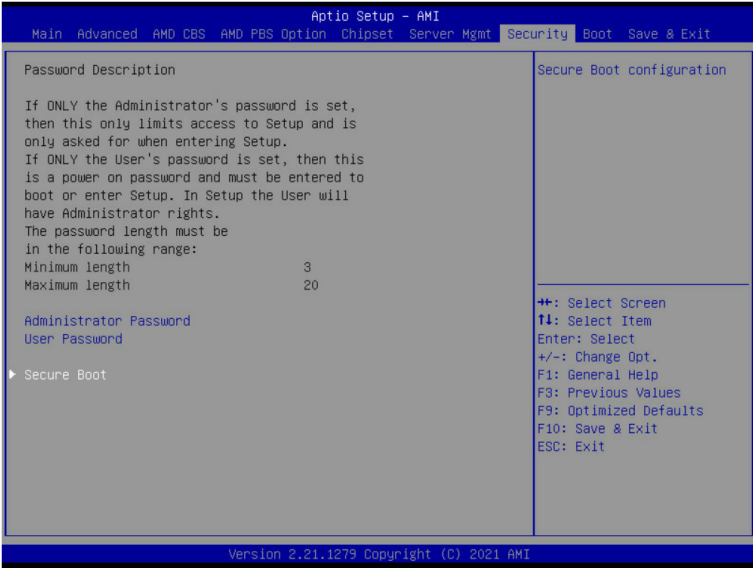 Aptio Setup - AMI
Main Advanced AMD CBS AMD PBS Option Chipset Server Mgmt Security Boot Save & Exit
Password Description
If ONLY the Administrator's password is set,
then this only limits access to Setup and is
only asked for when entering Setup.
If ONLY the User's password is set, then this
is a power on password and must be entered to
boot or enter Setup. In Setup the User will
have Administrator rights.
The password length must be
in the following range:
Minimum length 3
Maximum length 20
Administrator Password
User Password
Secure Boot
Secure Boot configuration
→←: Select Screen
↑↓: Select Item
Enter: Select
+/-: Change Opt.
F1: General Help
F3: Previous Values
F9: Optimized Defaults
F10: Save & Exit
ESC: Exit
Version 2.21.1279 Copyright (C) 2021 AMI